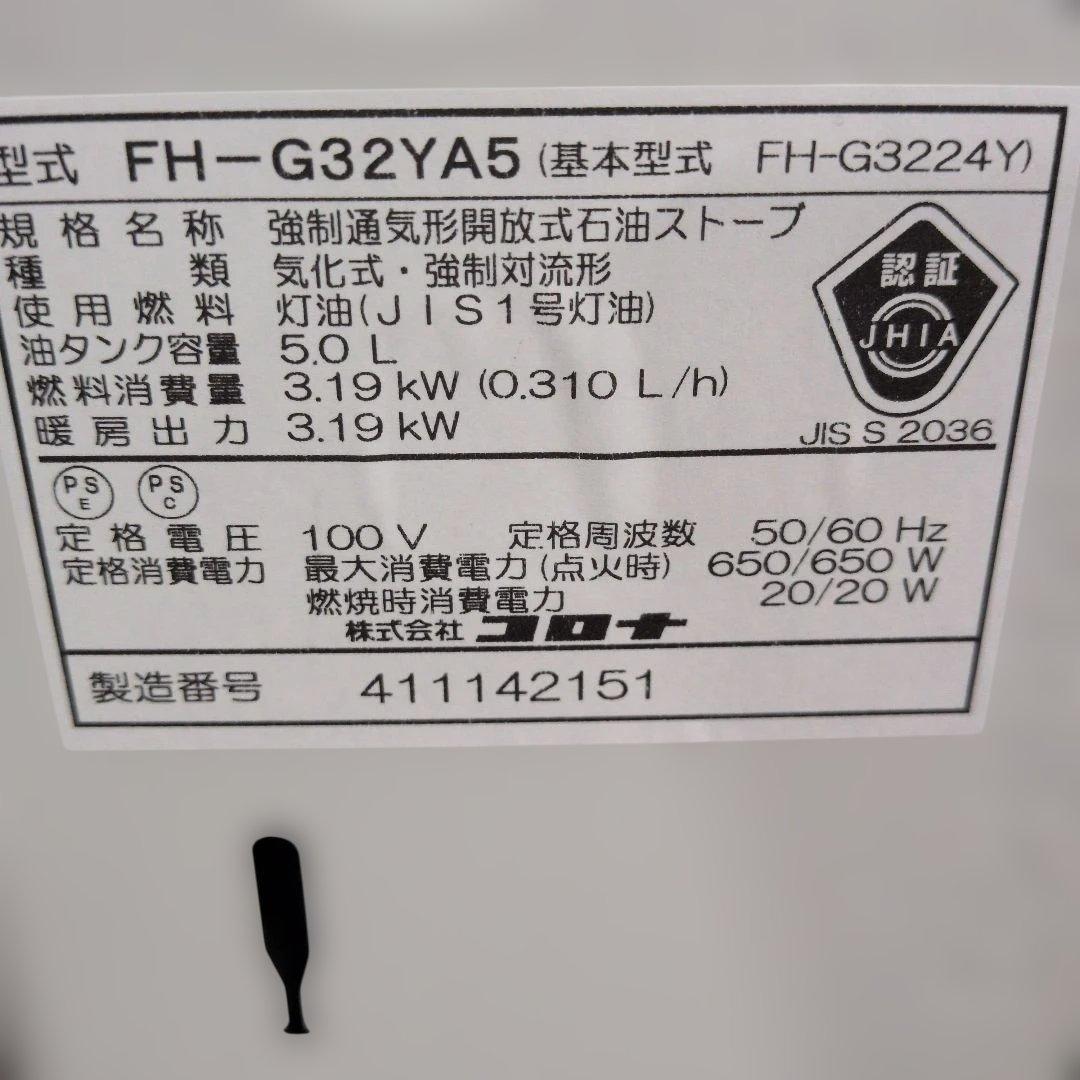 型式 FH-G32YA5 (基本型式 FH-G3224Y)
規格名称 強制通気形開放式石油ストーブ
種類 気化式・強制対流形
使用燃料 灯油(JIS1号灯油)
油タンク容量 5.0 L
燃料消費量 3.19 kW (0.310 L/h)
暖房出力 3.19 kW
認証
JHIA
JIS S 2036
PS E PS C
定格電圧 100 V 定格周波数 50/60 Hz
定格消費電力 最大消費電力(点火時) 650/650 W
燃焼時消費電力 20/20 W
株式会社 コロナ
製造番号 411142151